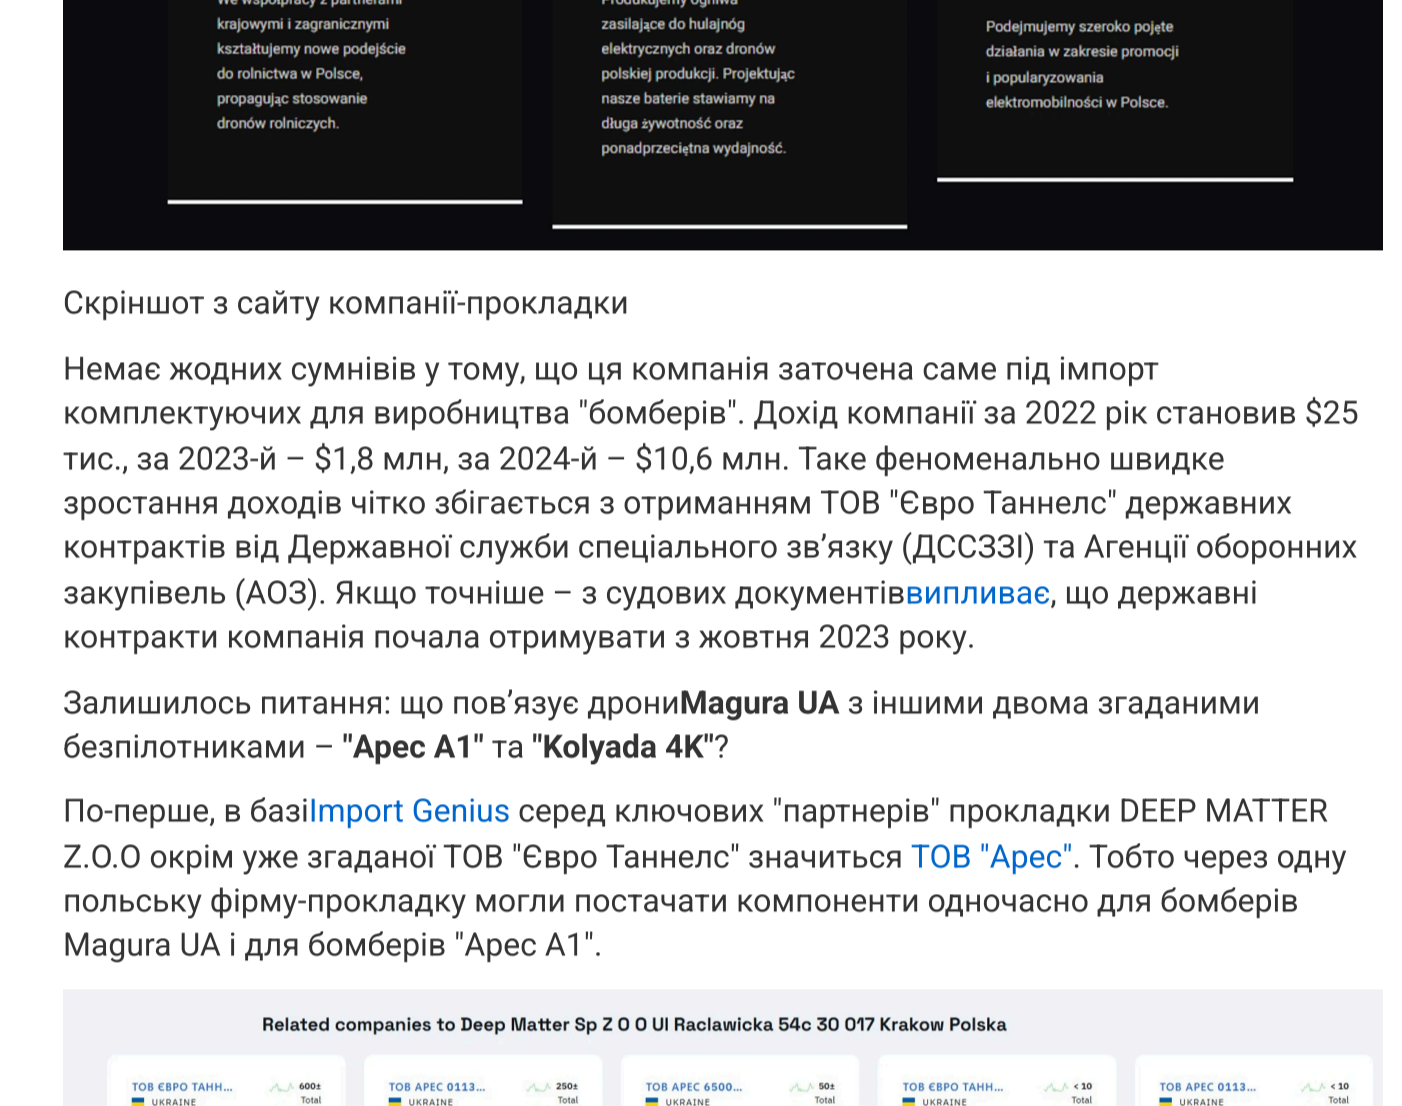 We współpracy z partnerami
krajowymi i zagranicznymi
kształtujemy nowe podejście
do rolnictwa w Polsce,
propagując stosowanie
dronów rolniczych.
Produkujemy ogniwa
zasilające do hulajnóg
elektrycznych oraz dronów
polskiej produkcji. Projektując
nasze baterie stawiamy na
długa żywotność oraz
ponadprzeciętna wydajność.
Podejmujemy szeroko pojęte
działania w zakresie promocji
i popularyzowania
elektromobilności w Polsce.
Скріншот з сайту компанії-прокладки
Немає жодних сумнівів у тому, що ця компанія заточена саме під імпорт
комплектуючих для виробництва "бомберів". Дохід компанії за 2022 рік становив $25
тис., за 2023-й – $1,8 млн, за 2024-й – $10,6 млн. Таке феноменально швидке
зростання доходів чітко збігається з отриманням ТОВ "Євро Таннелс" державних
контрактів від Державної служби спеціального зв’язку (ДССЗЗІ) та Агенції оборонних
закупівель (АОЗ). Якщо точніше – з судових документіввипливає, що державні
контракти компанія почала отримувати з жовтня 2023 року.
Залишилось питання: що пов’язує дрониMagura UA з іншими двома згаданими
безпілотниками – "Арес А1" та "Kolyada 4K"?
По-перше, в базіImport Genius серед ключових "партнерів" прокладки DEEP MATTER
Z.O.O окрім уже згаданої ТОВ "Євро Таннелс" значиться ТОВ "Арес". Тобто через одну
польську фірму-прокладку могли постачати компоненти одночасно для бомберів
Magura UA і для бомберів "Арес А1".
Related companies to Deep Matter Sp Z O O Ul Raclawicka 54c 30 017 Krakow Polska
ТОВ ЄВРО ТАНН... 600±
UKRAINE Total
ТОВ АРЕС 0113... 250±
UKRAINE Total
ТОВ АРЕС 6500... 50±
UKRAINE Total
ТОВ ЄВРО ТАНН... < 10
UKRAINE Total
ТОВ АРЕС 0113... < 10
UKRAINE Total